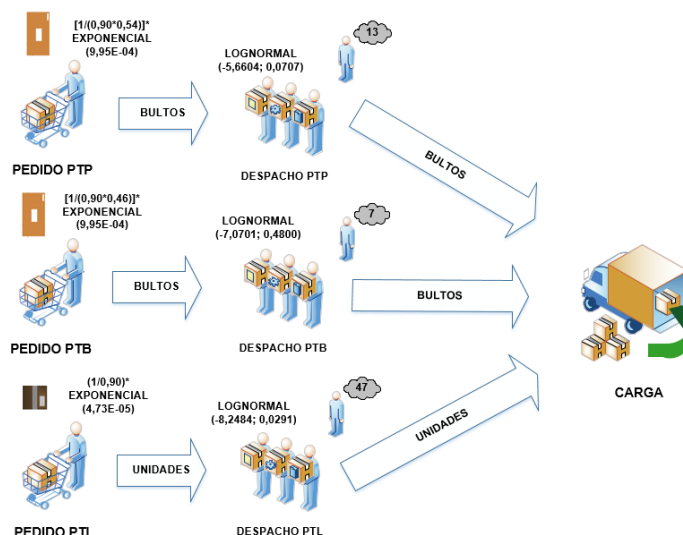 [1/(0,90*0,54)]*
EXPONENCIAL
(9,95E-04)
LOGNORMAL
(-5,6604; 0,0707)
13
BULTOS
PEDIDO PTP
DESPACHO PTP
BULTOS
[1/(0,90*0,46)]*
EXPONENCIAL
(9,95E-04)
LOGNORMAL
(-7,0701; 0,4800)
7
BULTOS
PEDIDO PTB
DESPACHO PTB
BULTOS
(1/0,90)*
EXPONENCIAL
(4,73E-05)
LOGNORMAL
(-8,2484; 0,0291)
47
UNIDADES
PEDIDO PTL
DESPACHO PTL
UNIDADES
CARGA